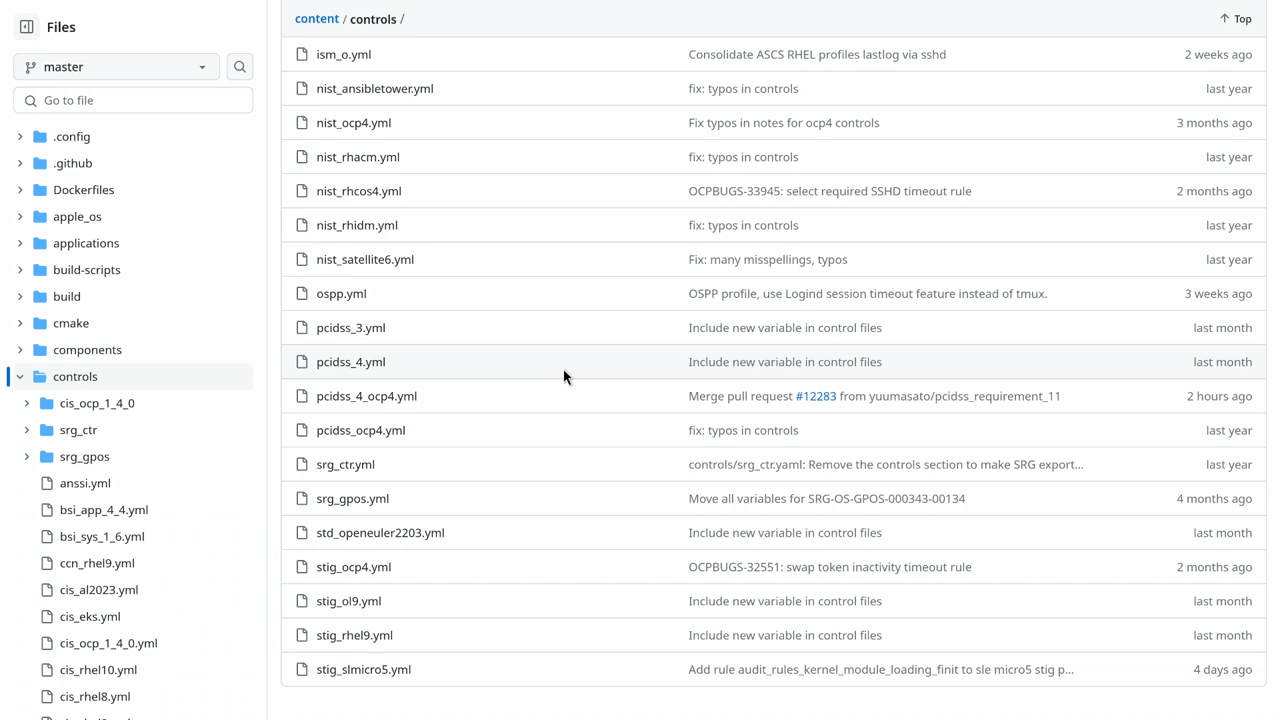 Files
master
Go to file
.config
.github
Dockerfiles
apple_os
applications
build-scripts
build
cmake
components
controls
cis_ocp_1_4_0
srg_ctr
srg_gpos
anssi.yml
bsi_app_4_4.yml
bsi_sys_1_6.yml
ccn_rhel9.yml
cis_al2023.yml
cis_eks.yml
cis_ocp_1_4_0.yml
cis_rhel10.yml
cis_rhel8.yml
content / controls /
Top
ism_o.yml Consolidate ASCS RHEL profiles lastlog via sshd 2 weeks ago
nist_ansibletower.yml fix: typos in controls last year
nist_ocp4.yml Fix typos in notes for ocp4 controls 3 months ago
nist_rhacm.yml fix: typos in controls last year
nist_rhcos4.yml OCPBUGS-33945: select required SSHD timeout rule 2 months ago
nist_rhidm.yml fix: typos in controls last year
nist_satellite6.yml Fix: many misspellings, typos last year
ospp.yml OSPP profile, use Logind session timeout feature instead of tmux. 3 weeks ago
pcidss_3.yml Include new variable in control files last month
pcidss_4.yml Include new variable in control files last month
pcidss_4_ocp4.yml Merge pull request #12283 from yuumasato/pcidss_requirement_11 2 hours ago
pcidss_ocp4.yml fix: typos in controls last year
srg_ctr.yml controls/srg_ctr.yaml: Remove the controls section to make SRG export... last year
srg_gpos.yml Move all variables for SRG-OS-GPOS-000343-00134 4 months ago
std_openeuler2203.yml Include new variable in control files last month
stig_ocp4.yml OCPBUGS-32551: swap token inactivity timeout rule 2 months ago
stig_ol9.yml Include new variable in control files last month
stig_rhel9.yml Include new variable in control files last month
stig_slmicro5.yml Add rule audit_rules_kernel_module_loading_finit to sle micro5 stig p... 4 days ago